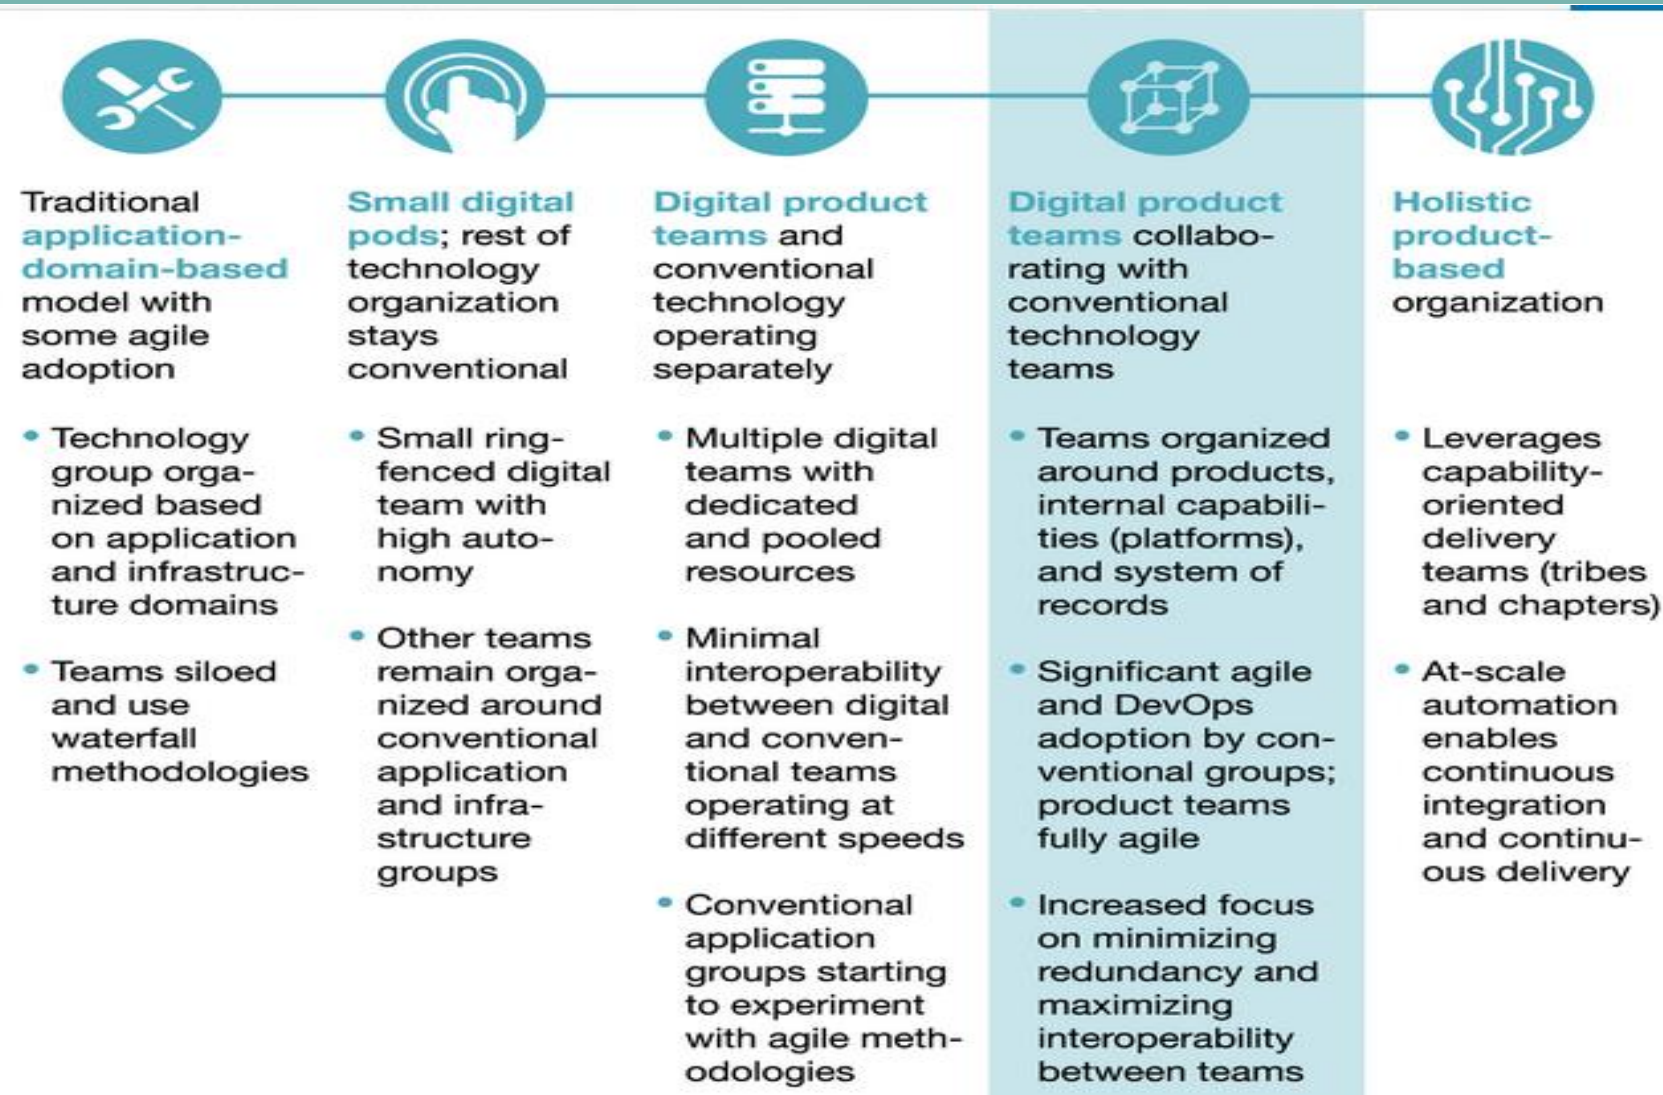 Traditional
application-
domain-based
model with
some agile
adoption
• Technology
group orga-
nized based
on application
and infrastruc-
ture domains
• Teams siloed
and use
waterfall
methodologies
Small digital
pods; rest of
technology
organization
stays
conventional
• Small ring-
fenced digital
team with
high auto-
nomy
• Other teams
remain orga-
nized around
conventional
application
and infra-
structure
groups
Digital product
teams and
conventional
technology
operating
separately
• Multiple digital
teams with
dedicated
and pooled
resources
• Minimal
interoperability
between digital
and conven-
tional teams
operating at
different speeds
• Conventional
application
groups starting
to experiment
with agile meth-
odologies
Digital product
teams collabo-
rating with
conventional
technology
teams
• Teams organized
around products,
internal capabili-
ties (platforms),
and system of
records
• Significant agile
and DevOps
adoption by con-
ventional groups;
product teams
fully agile
• Increased focus
on minimizing
redundancy and
maximizing
interoperability
between teams
Holistic
product-
based
organization
• Leverages
capability-
oriented
delivery
teams (tribes
and chapters)
• At-scale
automation
enables
continuous
integration
and continu-
ous delivery